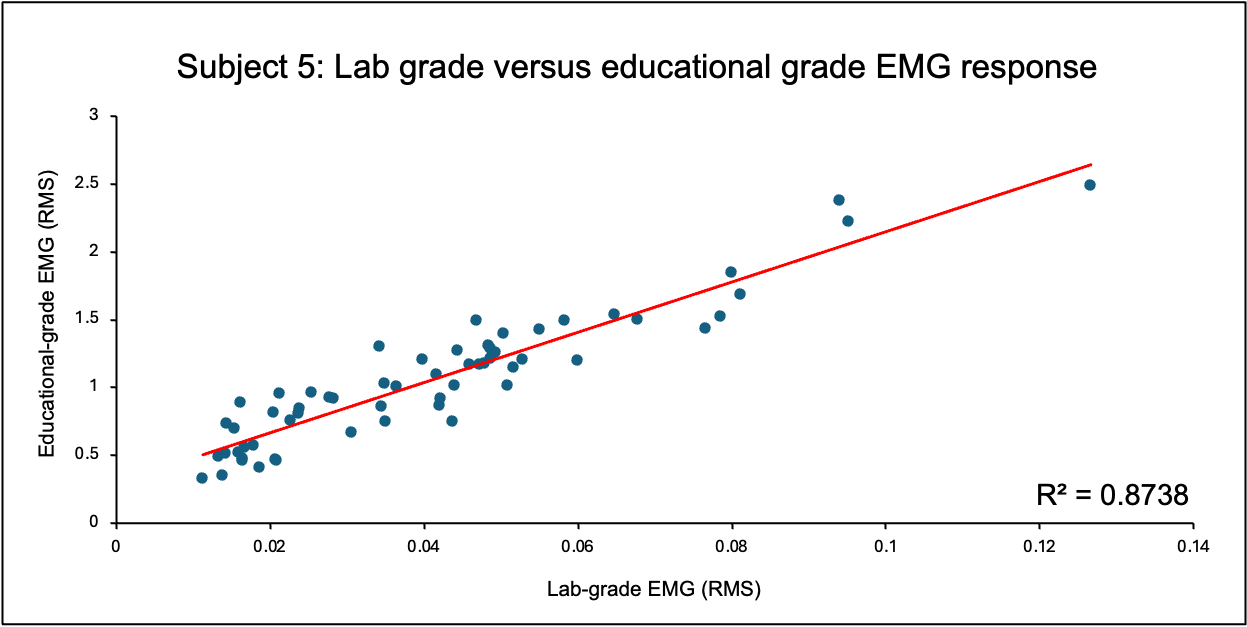 Subject 5: Lab grade versus educational grade EMG response
3
2.5
2
1.5
1
0.5
0
Educational-grade EMG (RMS)
R² = 0.8738
0 0.02 0.04 0.06 0.08 0.1 0.12 0.14
Lab-grade EMG (RMS)